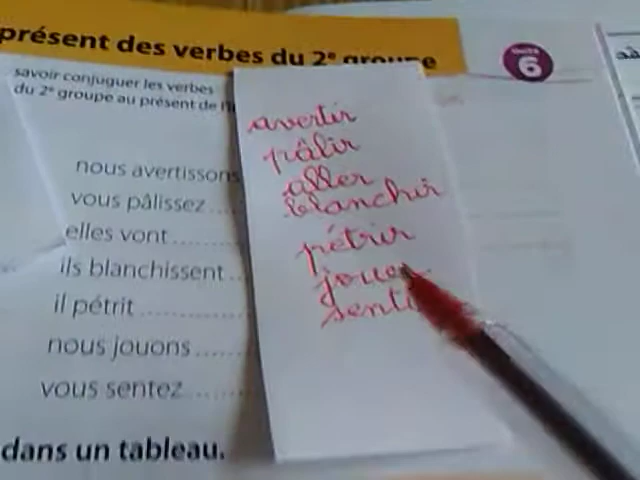 présent des verbes du 2e groupe
UNITÉ 6
savoir conjuguer les verbes
du 2e groupe au présent de
avertir
pâlir
aller
blanchir
pétrir
jouer
nous avertissons
vous pâlissez
elles vont
ils blanchissent
il pétrit
nous jouons
vous sentez
dans un tableau.